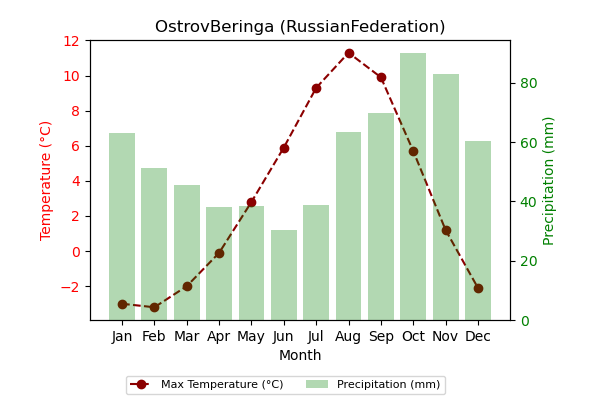 OstrovBeringa (RussianFederation)
12
10
8
6
4
2
0
−2
Temperature (°C)
80
60
40
20
0
Precipitation (mm)
Jan Feb Mar Apr May Jun Jul Aug Sep Oct Nov Dec
Month
Max Temperature (°C) Precipitation (mm)